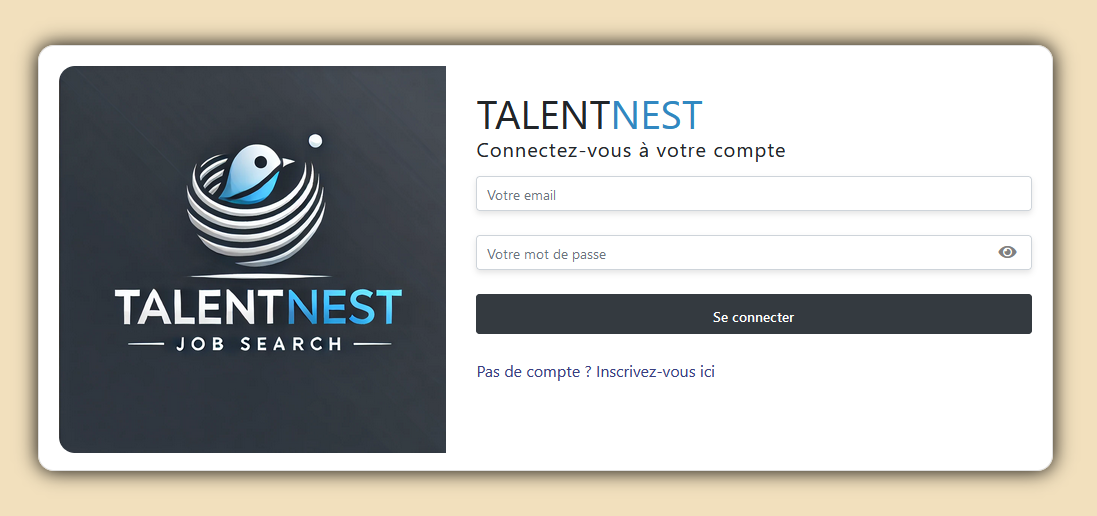 TALENTNEST
JOB SEARCH
TALENTNEST
Connectez-vous à votre compte
Votre email
Votre mot de passe
Se connecter
Pas de compte ? Inscrivez-vous ici